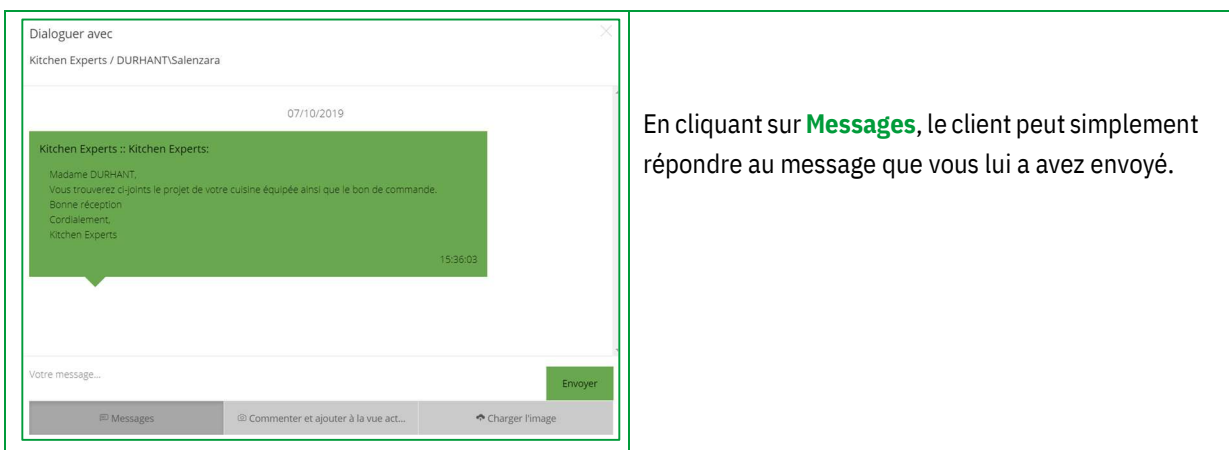 Dialoguer avec
Kitchen Experts / DURHANT\Salenzara
07/10/2019
Kitchen Experts :: Kitchen Experts:
Madame DURHANT,
Vous trouverez ci-joints le projet de votre cuisine équipée ainsi que le bon de commande.
Bonne réception
Cordialement,
Kitchen Experts
15:36:03
Votre message...
Envoyer
Messages
Commenter et ajouter à la vue act...
Charger l'image
En cliquant sur Messages, le client peut simplement
répondre au message que vous lui a avez envoyé.